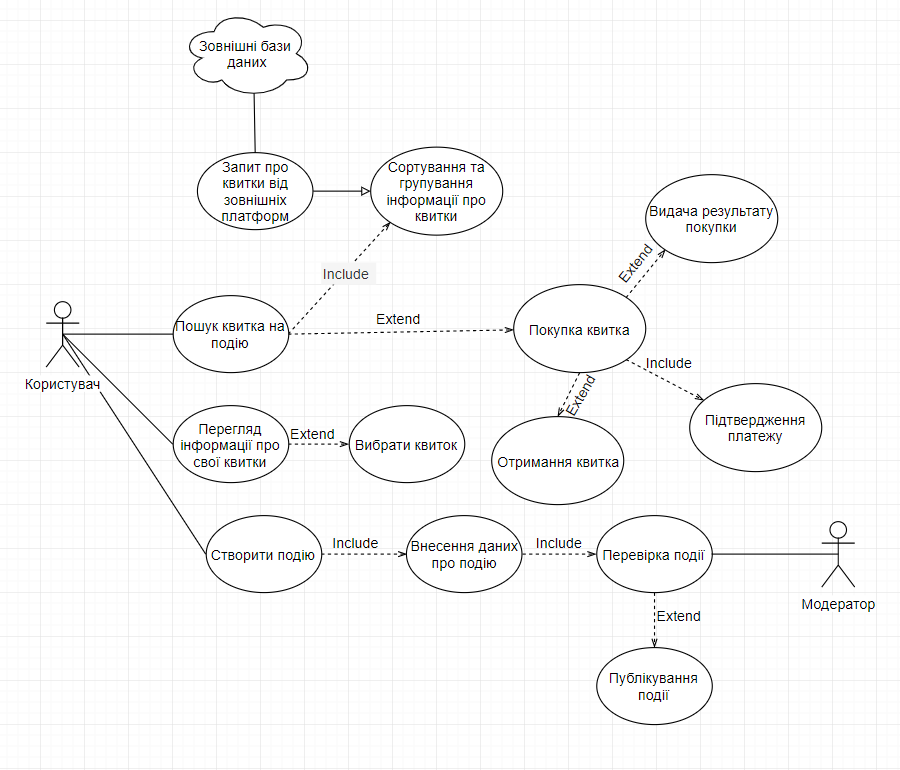 Зовнішні бази
даних
Запит про
квитки від
зовнішніх
платформ
Сортування та
групування
інформації про
квитки
Видача результату
покупки
Include
Extend
Extend
Пошук квитка на
подію
Покупка квитка
Include
Користувач
Extend
Підтвердження
платежу
Перегляд
інформації про
свої квитки
Extend
Вибрати квиток
Отримання квитка
Створити подію
Include
Внесення даних
про подію
Include
Перевірка події
Модератор
Extend
Публікування
події